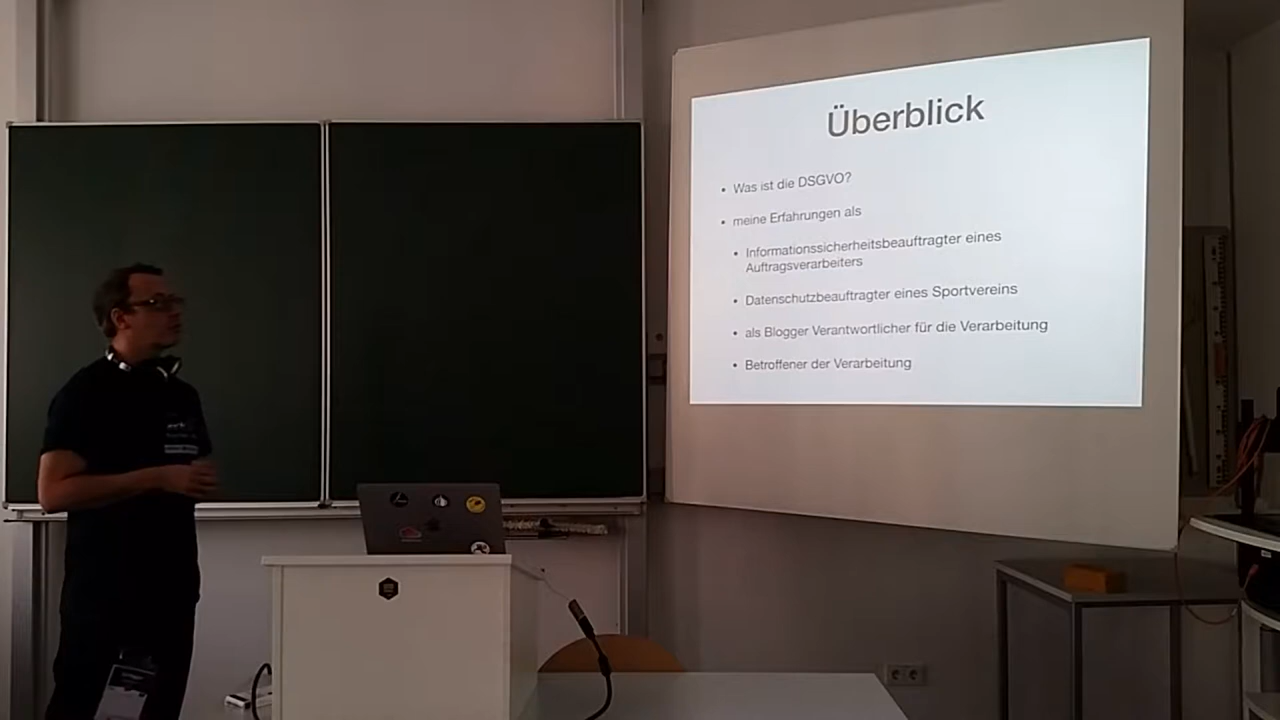 Überblick
• Was ist die DSGVO?
• meine Erfahrungen als
• Informationssicherheitsbeauftragter eines
Auftragsverarbeiters
• Datenschutzbeauftragter eines Sportvereins
• als Blogger Verantwortlicher für die Verarbeitung
• Betroffener der Verarbeitung